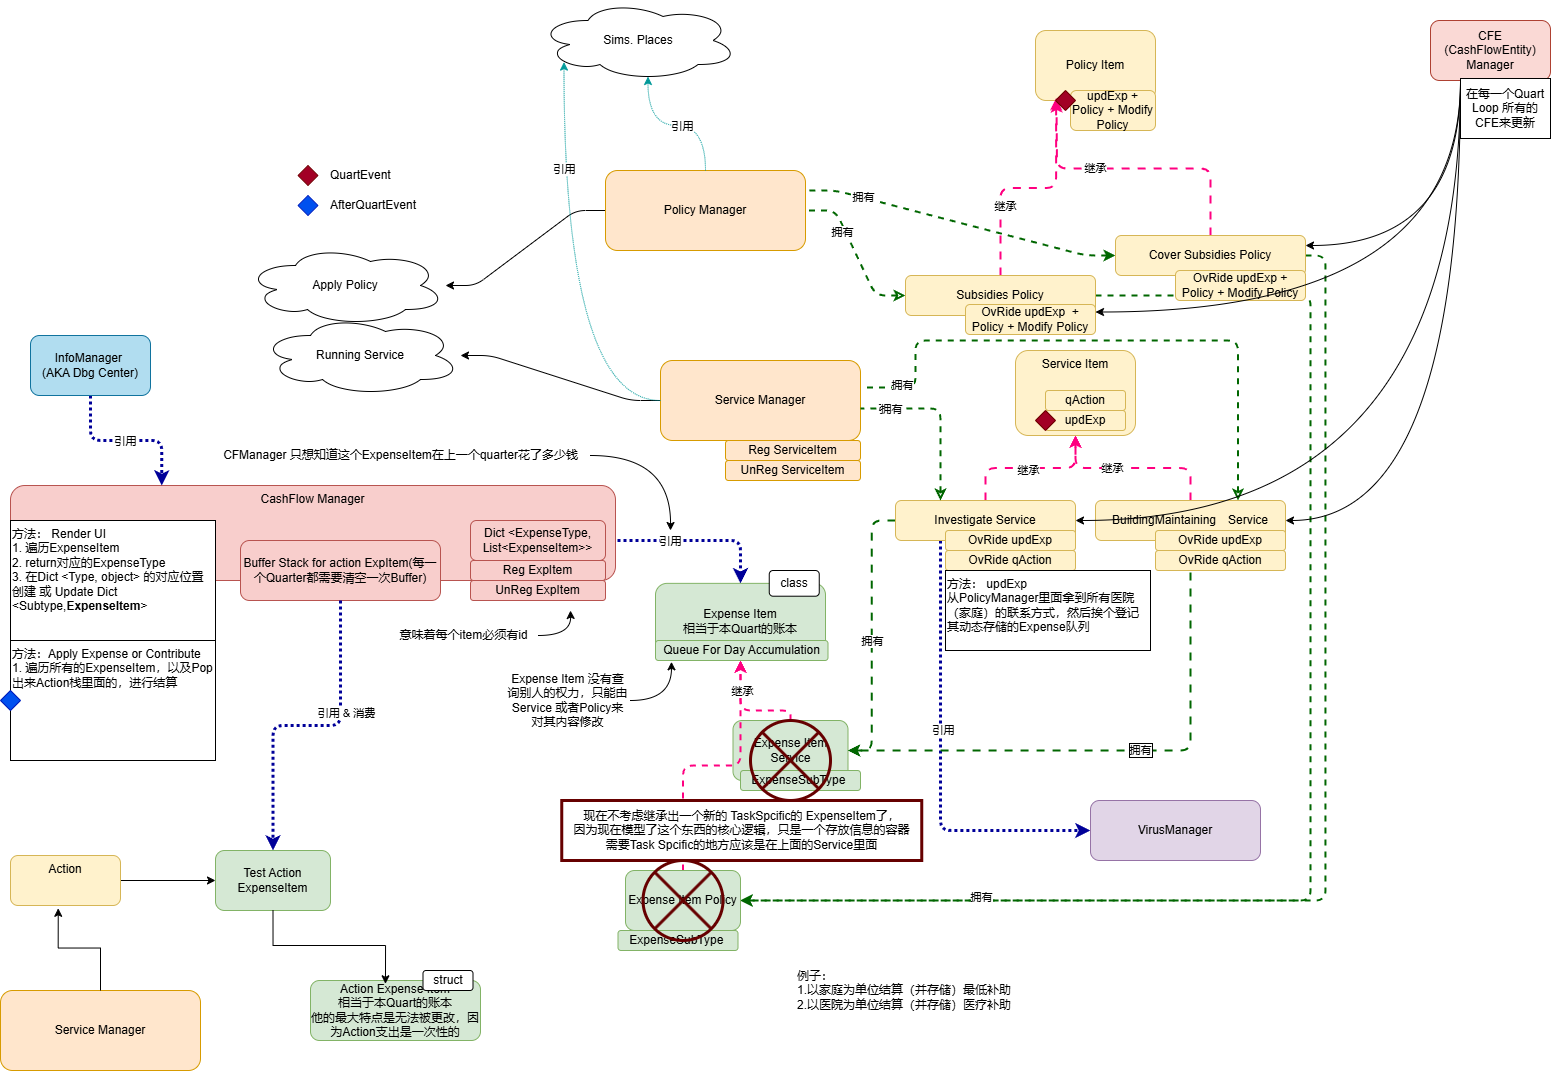 Sims. Places
Policy Item
updExp +
Policy + Modify
Policy
CFE
(CashFlowEntity)
Manager
在每一个Quart
Loop 所有的
CFE来更新
引用
引用
QuartEvent
AfterQuartEvent
Policy Manager
拥有
拥有
继承
继承
Cover Subsidies Policy
OvRide updExp +
Policy + Modify Policy
Subsidies Policy
OvRide updExp +
Policy + Modify Policy
Apply Policy
Running Service
InfoManager
(AKA Dbg Center)
引用
Service Manager
Reg ServiceItem
UnReg ServiceItem
拥有
拥有
Service Item
qAction
updExp
继承
继承
CFManager 只想知道这个ExpenseItem在上一个quarter花了多少钱
CashFlow Manager
方法： Render UI
1. 遍历ExpenseItem
2. return对应的ExpenseType
3. 在Dict <Type, object> 的对应位置
创建 或 Update Dict
<Subtype,ExpenseItem>
Buffer Stack for action ExpItem(每一
个Quarter都需要清空一次Buffer)
Dict <ExpenseType,
List<ExpenseItem>>
Reg ExpItem
UnReg ExpItem
引用
Investigate Service
OvRide updExp
OvRide qAction
BuildingMaintaining Service
OvRide updExp
OvRide qAction
方法： updExp
从PolicyManager里面拿到所有医院
（家庭）的联系方式，然后挨个登记
其动态存储的Expense队列
class
Expense Item
相当于本Quart的账本
Queue For Day Accumulation
意味着每个item必须有id
方法：Apply Expense or Contribute
1. 遍历所有的ExpenseItem，以及Pop
出来Action栈里面的，进行结算
Expense Item 没有查
询别人的权力，只能由
Service 或者Policy来
对其内容修改
继承
拥有
引用 & 消费
引用
拥有
Expense Item
Service
ExpenseSubType
现在不考虑继承出一个新的 TaskSpcific的 ExpenseItem了，
因为现在模型了这个东西的核心逻辑，只是一个存放信息的容器
需要Task Spcific的地方应该是在上面的Service里面
VirusManager
Expense Item Policy
ExpenseSubType
拥有
Action
Test Action
ExpenseItem
struct
Action Expense Item
相当于本Quart的账本
他的最大特点是无法被更改，因
为Action支出是一次性的
Service Manager
例子：
1.以家庭为单位结算（并存储）最低补助
2.以医院为单位结算（并存储）医疗补助